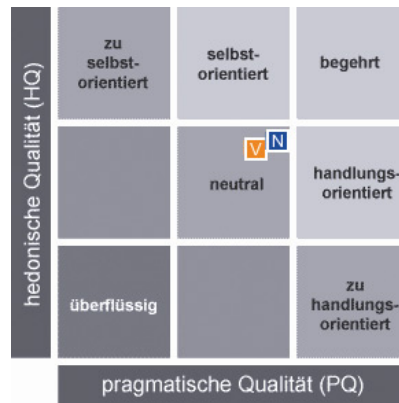 hedonische Qualität (HQ)
zu
selbst-
orientiert
selbst-
orientiert
begehrt
V
N
neutral
handlungs-
orientiert
überflüssig
zu
handlungs-
orientiert
pragmatische Qualität (PQ)